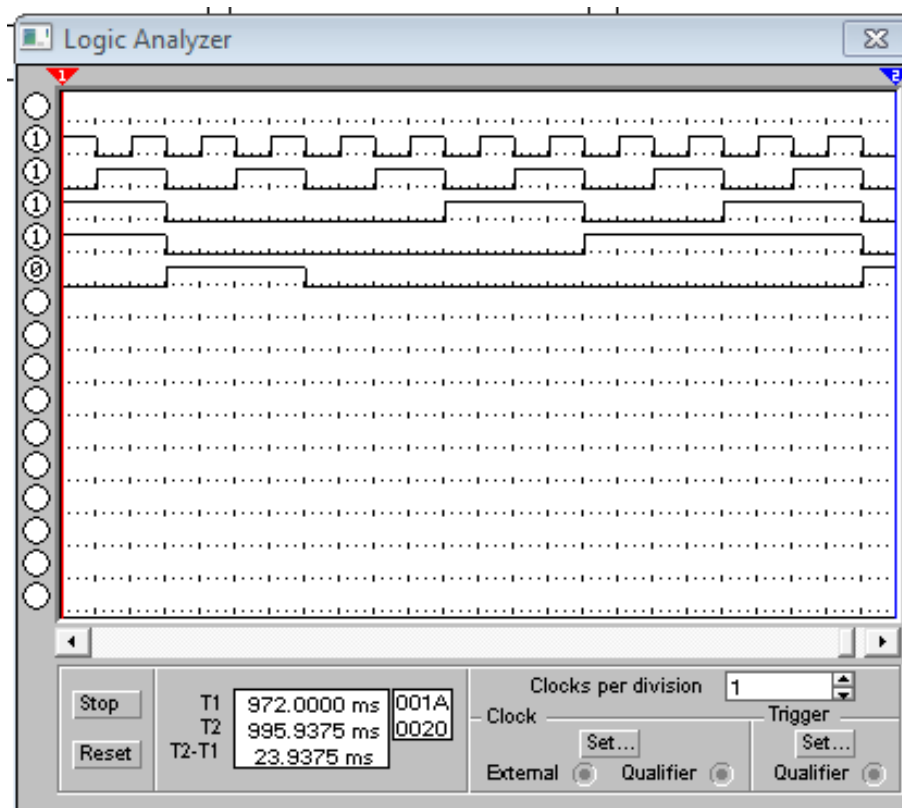 Logic Analyzer
1 2
1
1
1
1
0
Clocks per division 1
Stop T1 972.0000 ms 001A Clock Trigger
T2 995.9375 ms 0020 Set... Set...
Reset T2-T1 23.9375 ms External Qualifier Qualifier